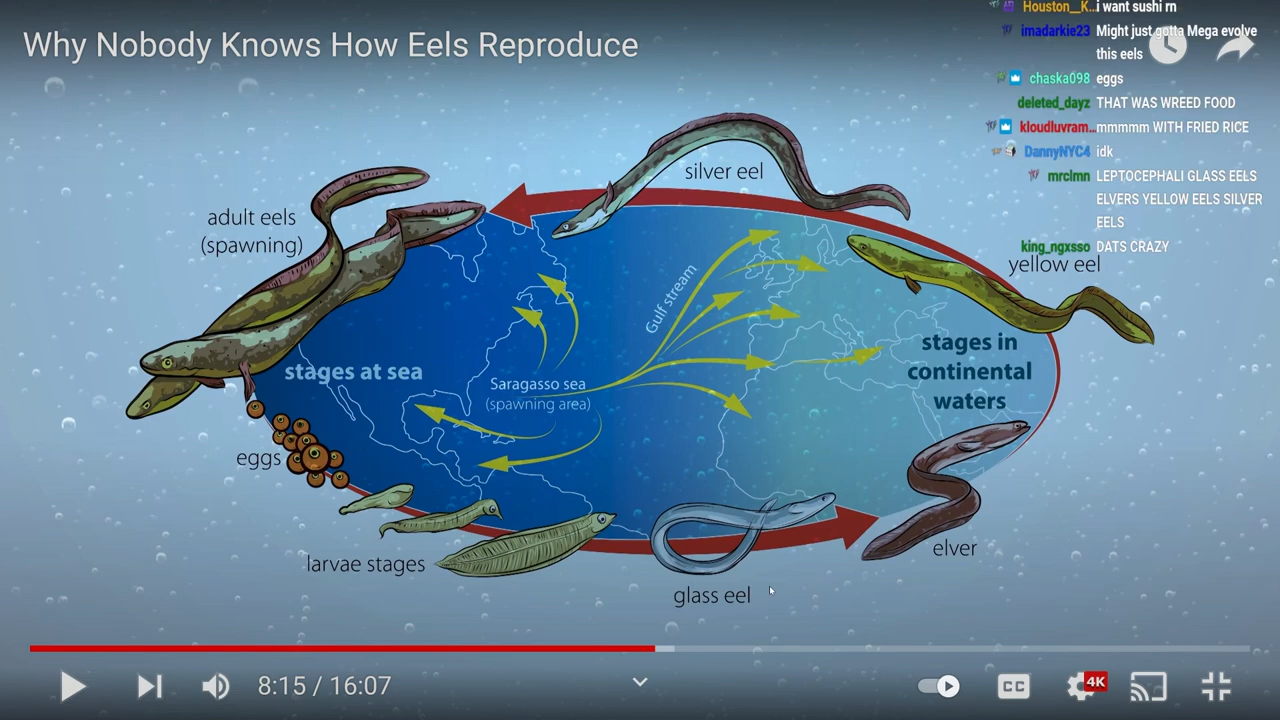 Why Nobody Knows How Eels Reproduce
Houston__K... i want sushi rn
imadarkie23 Might just gotta Mega evolve
this eels
chaska098 eggs
deleted_dayz THAT WAS WREED FOOD
kloudluvram... mmmmm WITH FRIED RICE
DannyNYC4 idk
mrclmn LEPTOCEPHALI GLASS EELS
ELVERS YELLOW EELS SILVER
EELS
king_ngxsso DATS CRAZY
silver eel
adult eels
(spawning)
yellow eel
Gulf stream
stages in
continental
waters
stages at sea
Saragasso sea
(spawning area)
eggs
larvae stages
elver
glass eel
8:15 / 16:07
CC
4K